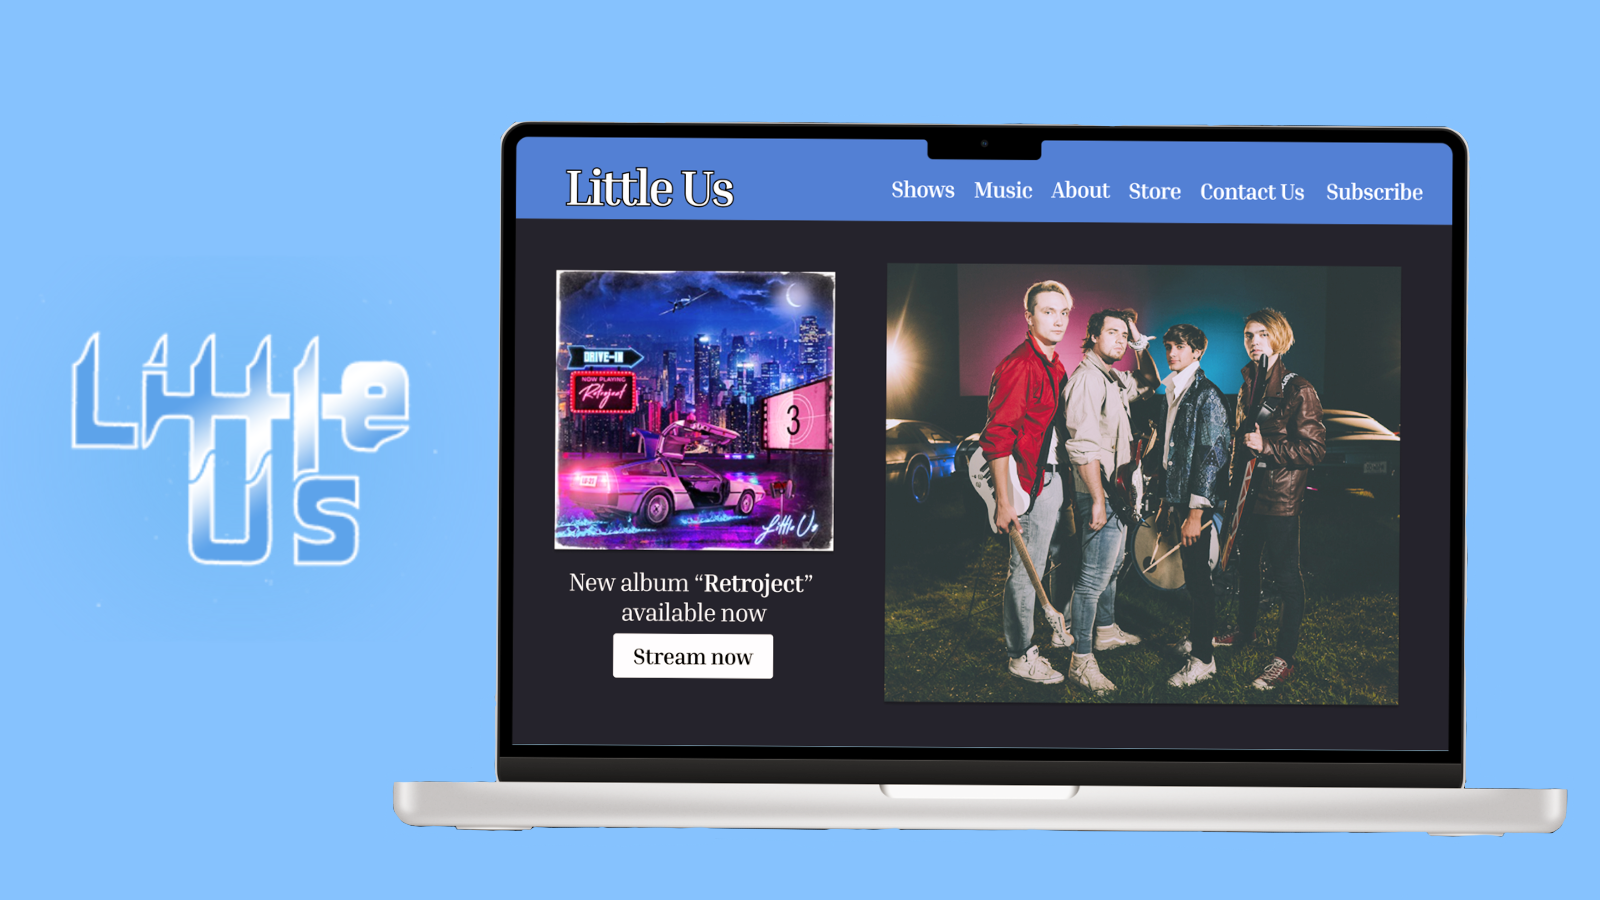 Little
Us
Little Us
Shows Music About Store Contact Us Subscribe
DRIVE-IN
NOW PLAYING
Retroject
3
Little Us
New album “Retroject”
available now
Stream now